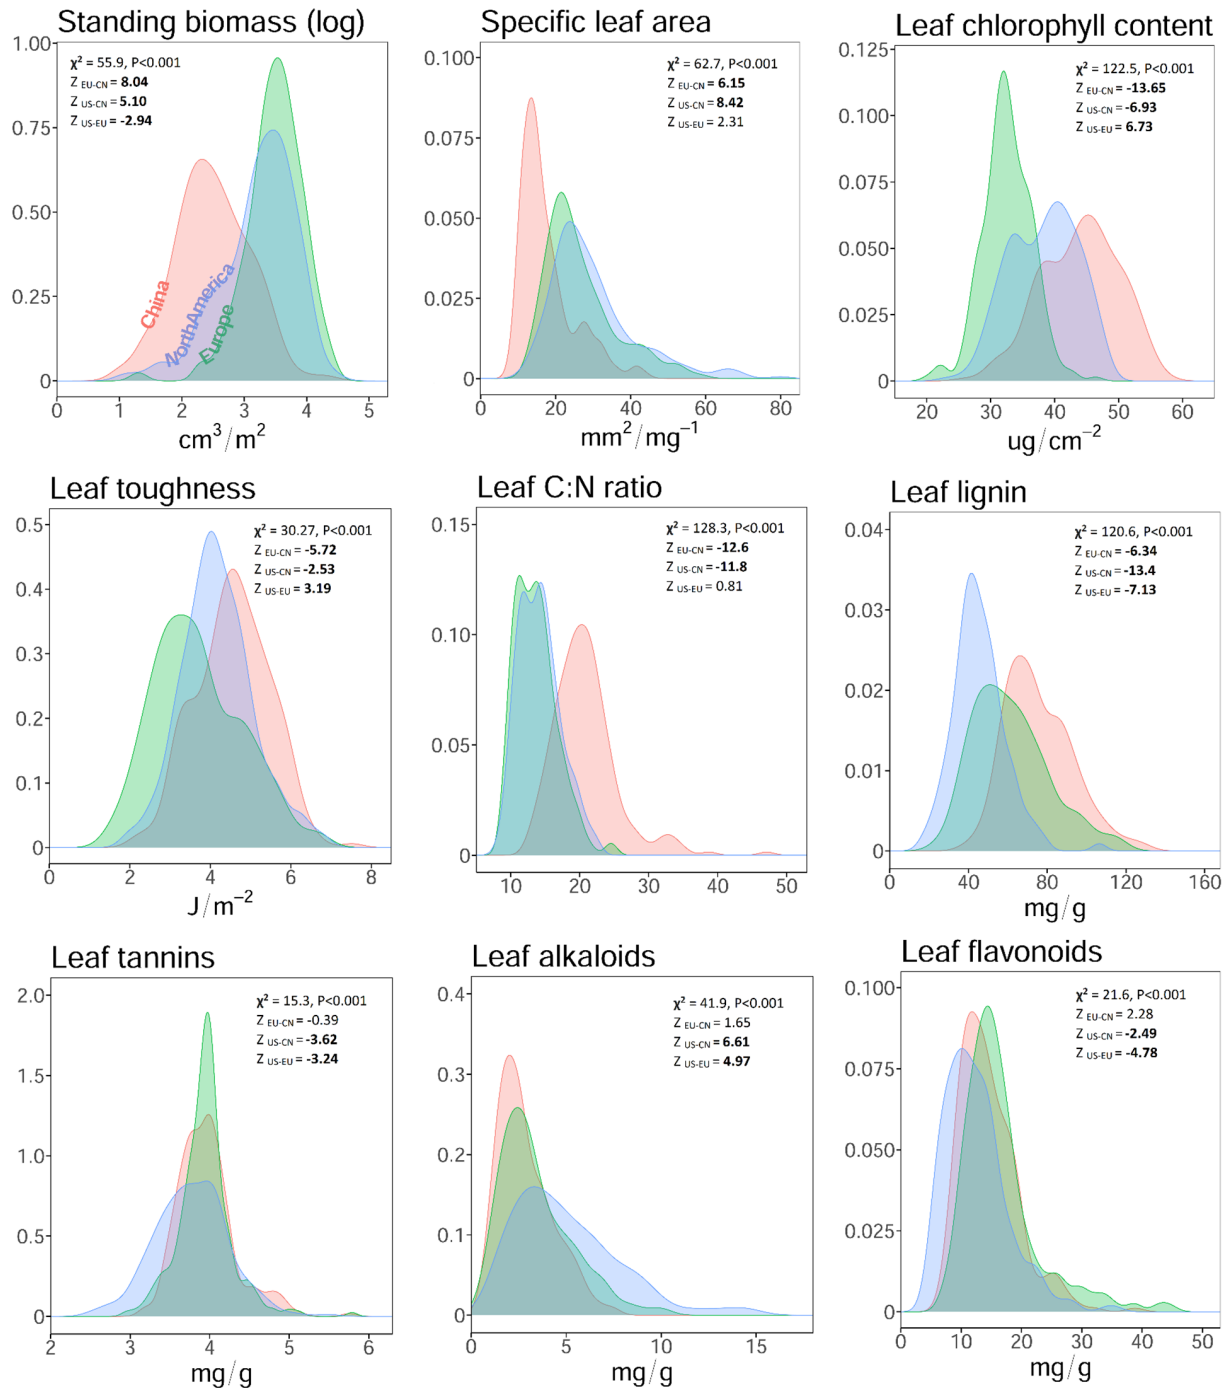 Standing biomass (log)
χ² = 55.9, P<0.001
Z EU-CN = 8.04
Z US-CN = 5.10
Z US-EU = -2.94
1.00
0.75
0.50
0.25
0
China
NorthAmerica
Europe
0 1 2 3 4 5
cm³/m²
Specific leaf area
χ² = 62.7, P<0.001
Z EU-CN = 6.15
Z US-CN = 8.42
Z US-EU = 2.31
0.100
0.075
0.050
0.025
0
0 20 40 60 80
mm²/mg⁻¹
Leaf chlorophyll content
χ² = 122.5, P<0.001
Z EU-CN = -13.65
Z US-CN = -6.93
Z US-EU = 6.73
0.125
0.100
0.075
0.050
0.025
0
20 30 40 50 60
ug/cm⁻²
Leaf toughness
χ² = 30.27, P<0.001
Z EU-CN = -5.72
Z US-CN = -2.53
Z US-EU = 3.19
0.5
0.4
0.3
0.2
0.1
0
0 2 4 6 8
J/m⁻²
Leaf C:N ratio
χ² = 128.3, P<0.001
Z EU-CN = -12.6
Z US-CN = -11.8
Z US-EU = 0.81
0.15
0.10
0.05
0
10 20 30 40 50
Leaf lignin
χ² = 120.6, P<0.001
Z EU-CN = -6.34
Z US-CN = -13.4
Z US-EU = -7.13
0.04
0.03
0.02
0.01
0
0 40 80 120 160
mg/g
Leaf tannins
χ² = 15.3, P<0.001
Z EU-CN = -0.39
Z US-CN = -3.62
Z US-EU = -3.24
2.0
1.5
1.0
0.5
0
2 3 4 5 6
mg/g
Leaf alkaloids
χ² = 41.9, P<0.001
Z EU-CN = 1.65
Z US-CN = 6.61
Z US-EU = 4.97
0.4
0.3
0.2
0.1
0
0 5 10 15
mg/g
Leaf flavonoids
χ² = 21.6, P<0.001
Z EU-CN = 2.28
Z US-CN = -2.49
Z US-EU = -4.78
0.100
0.075
0.050
0.025
0
0 10 20 30 40 50
mg/g